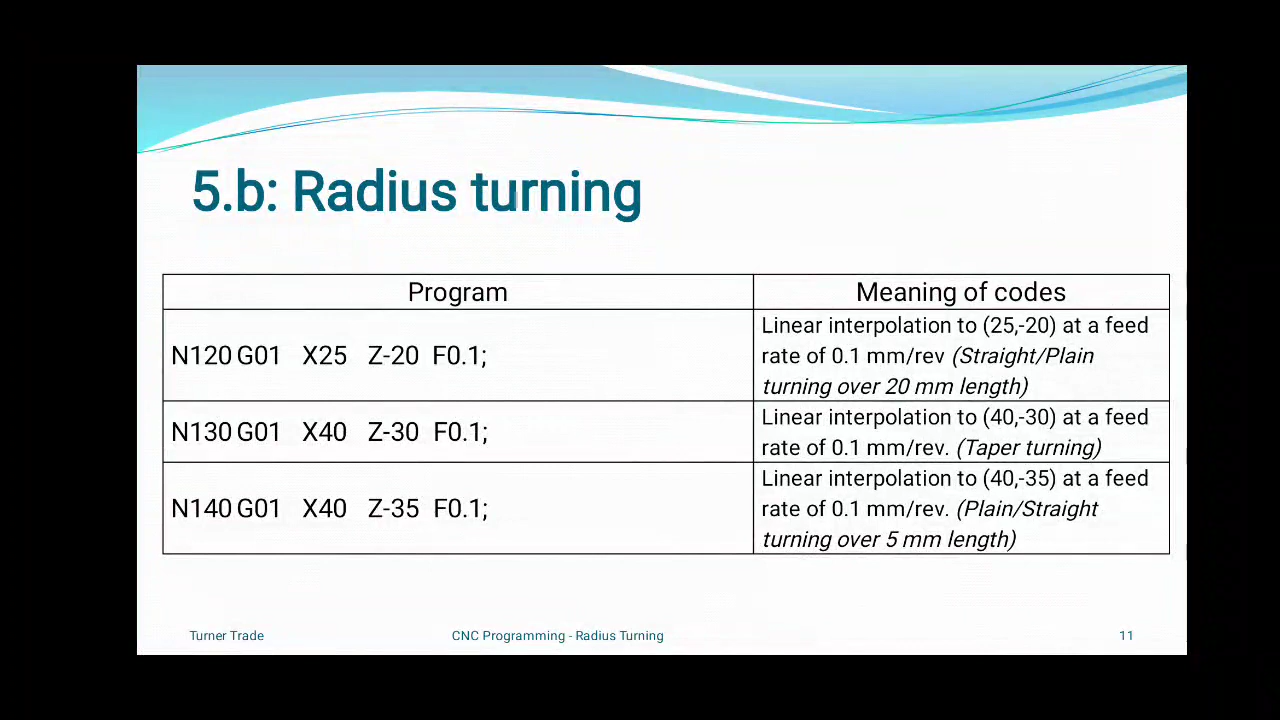 5.b: Radius turning
Program
Meaning of codes
N120 G01 X25 Z-20 F0.1;
Linear interpolation to (25,-20) at a feed
rate of 0.1 mm/rev (Straight/Plain
turning over 20 mm length)
N130 G01 X40 Z-30 F0.1;
Linear interpolation to (40,-30) at a feed
rate of 0.1 mm/rev. (Taper turning)
N140 G01 X40 Z-35 F0.1;
Linear interpolation to (40,-35) at a feed
rate of 0.1 mm/rev. (Plain/Straight
turning over 5 mm length)
Turner Trade
CNC Programming - Radius Turning
11